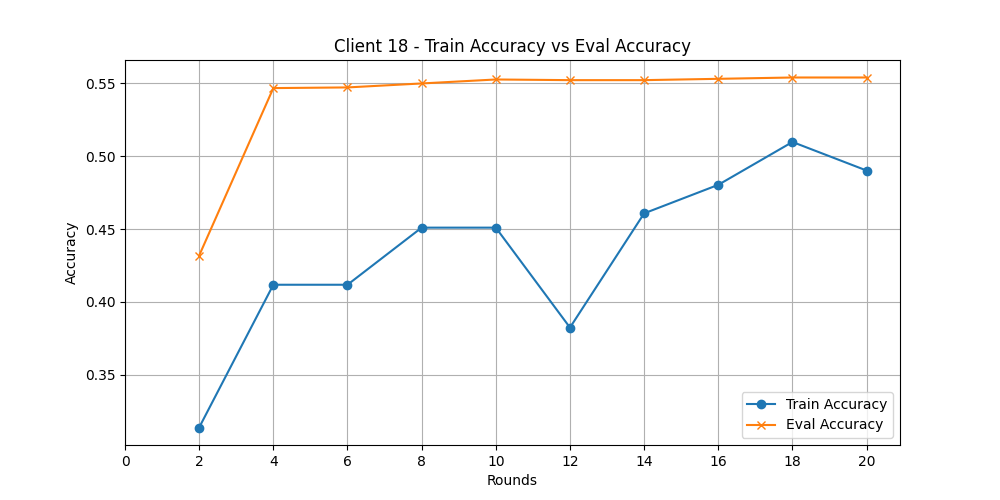 Client 18 - Train Accuracy vs Eval Accuracy
Accuracy
0.55
0.50
0.45
0.40
0.35
0 2 4 6 8 10 12 14 16 18 20
Rounds
Train Accuracy
Eval Accuracy